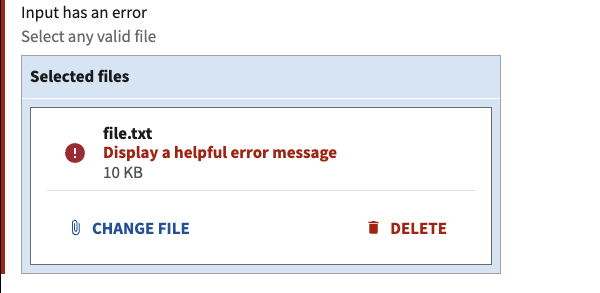 Input has an error
Select any valid file
Selected files
file.txt
Display a helpful error message
10 KB
CHANGE FILE
DELETE